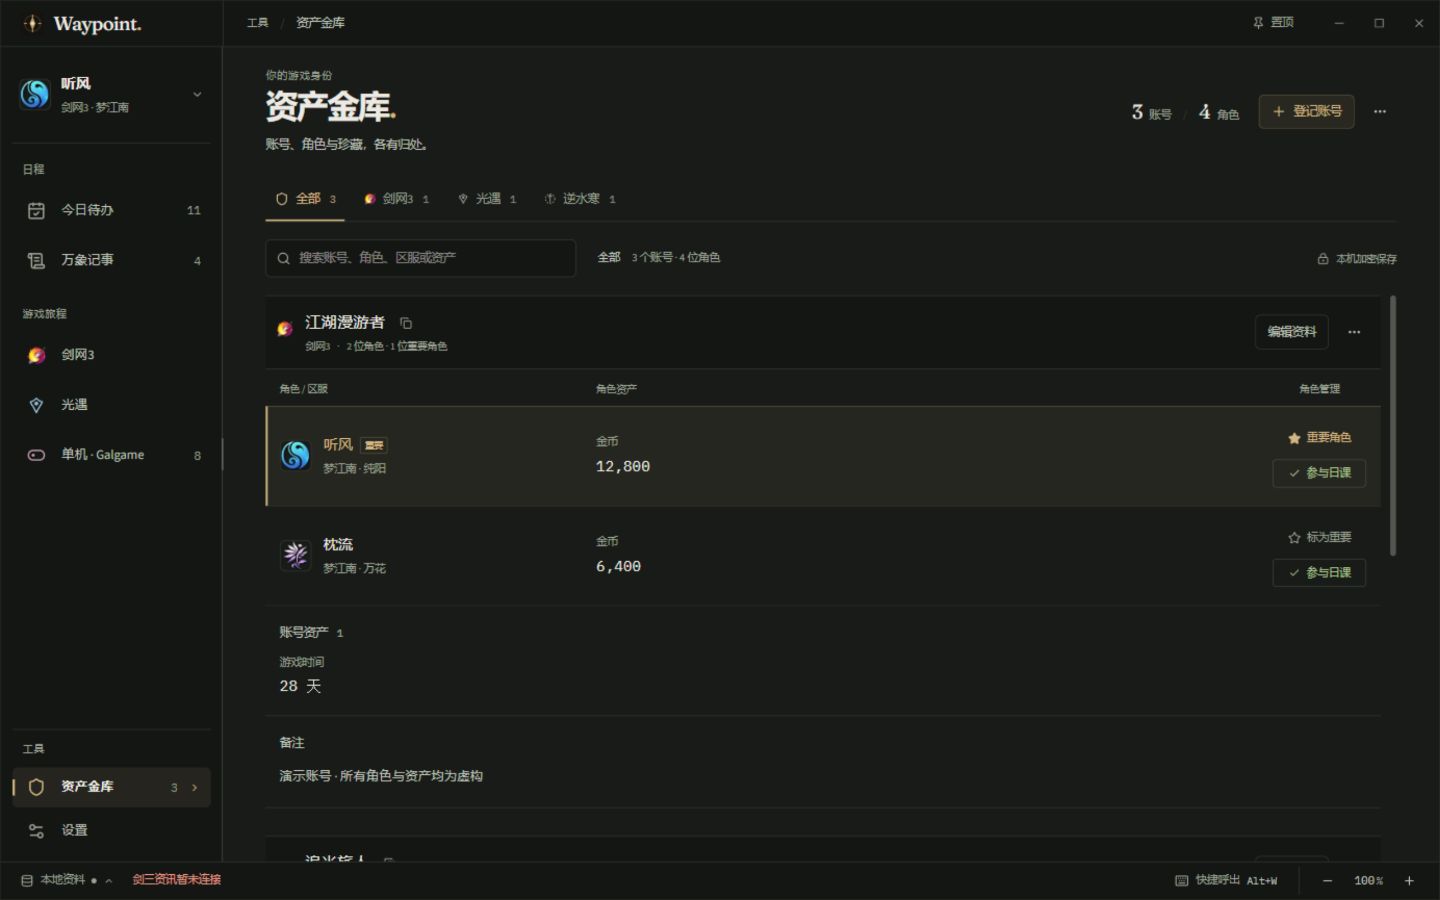 Waypoint.
工具 / 资产金库
置顶
听风
剑网3 · 梦江南
日程
今日待办 11
万象记事 4
游戏旅程
剑网3
光遇
单机 · Galgame 8
工具
资产金库 3
设置
你的游戏身份
资产金库.
账号、角色与珍藏，各有归处。
3 账号 / 4 角色
+ 登记账号
全部 3
剑网3 1
光遇 1
逆水寒 1
搜索账号、角色、区服或资产
全部 3 个账号 · 4 位角色
本机加密保存
江湖漫游者
剑网3 · 2 位角色 · 1 位重要角色
编辑资料
角色 / 区服 角色资产 角色管理
听风 重要
梦江南 · 纯阳
金币
12,800
重要角色
参与日课
枕流
梦江南 · 万花
金币
6,400
标为重要
参与日课
账号资产 1
游戏时间
28 天
备注
演示账号 · 所有角色与资产均为虚构
追光旅人
本地资料
剑三资讯暂未连接
快捷呼出 Alt+W
100%